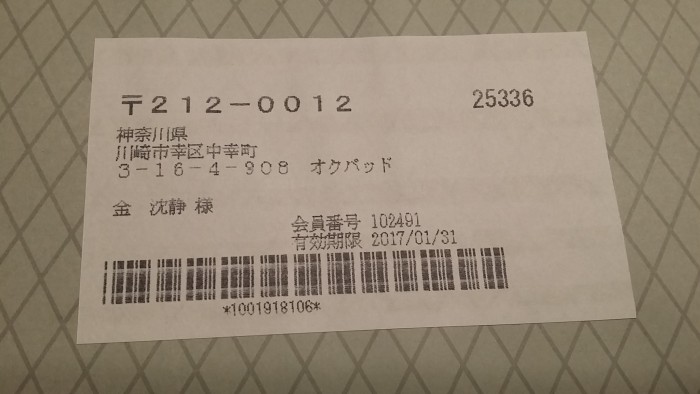 〒212-0012 25336
神奈川県
川崎市幸区中幸町
3-16-4-908 オクパッド
金 沈静 様
会員番号 102491
有効期限 2017/01/31
*1001918106*